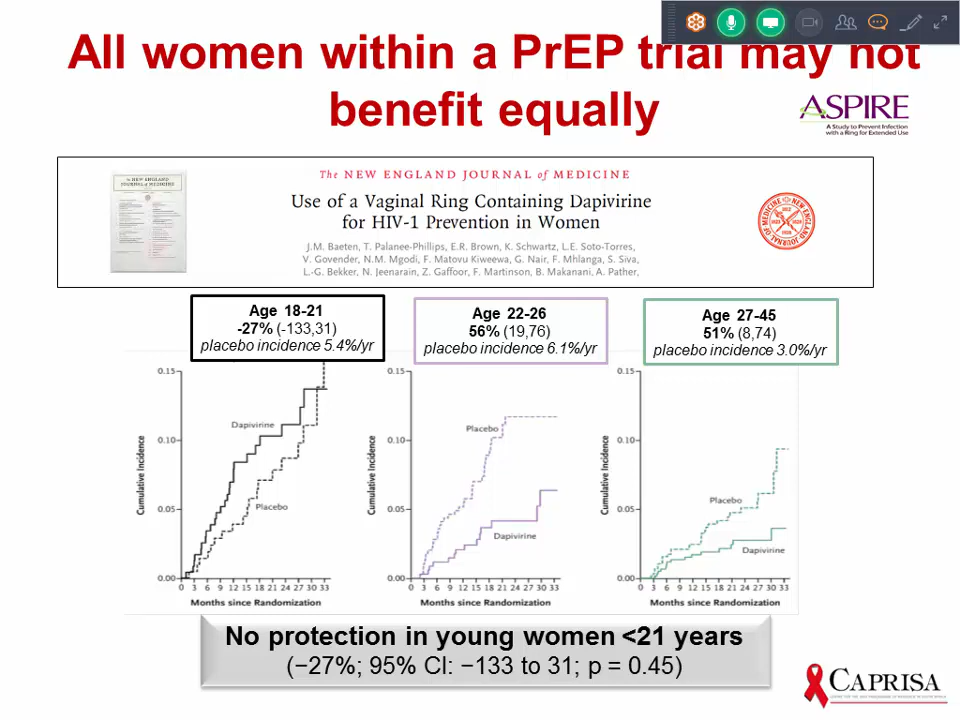 All women within a PrEP trial may not
benefit equally
ASPIRE
A Study to Prevent Infection
with a Ring for Extended Use
The NEW ENGLAND JOURNAL of MEDICINE
Use of a Vaginal Ring Containing Dapivirine
for HIV-1 Prevention in Women
J.M. Baeten, T. Palanee-Phillips, E.R. Brown, K. Schwartz, L.E. Soto-Torres,
V. Govender, N.M. Mgodi, F. Matovu Kiweewa, G. Nair, F. Mhlanga, S. Siva,
L.-G. Bekker, N. Jeenarain, Z. Gaffoor, F. Martinson, B. Makanani, A. Pather,
Age 18-21
-27% (-133,31)
placebo incidence 5.4%/yr
Age 22-26
56% (19,76)
placebo incidence 6.1%/yr
Age 27-45
51% (8,74)
placebo incidence 3.0%/yr
Cumulative Incidence
0.15
0.10
0.05
0.00
Dapivirine
Placebo
0 3 6 9 12 15 18 21 24 27 30 33
Months since Randomization
Cumulative Incidence
0.15
0.10
0.05
0.00
Placebo
Dapivirine
0 3 6 9 12 15 18 21 24 27 30 33
Months since Randomization
Cumulative Incidence
0.15
0.10
0.05
0.00
Placebo
Dapivirine
0 3 6 9 12 15 18 21 24 27 30 33
Months since Randomization
No protection in young women <21 years
(−27%; 95% CI: −133 to 31; p = 0.45)
CAPRISA